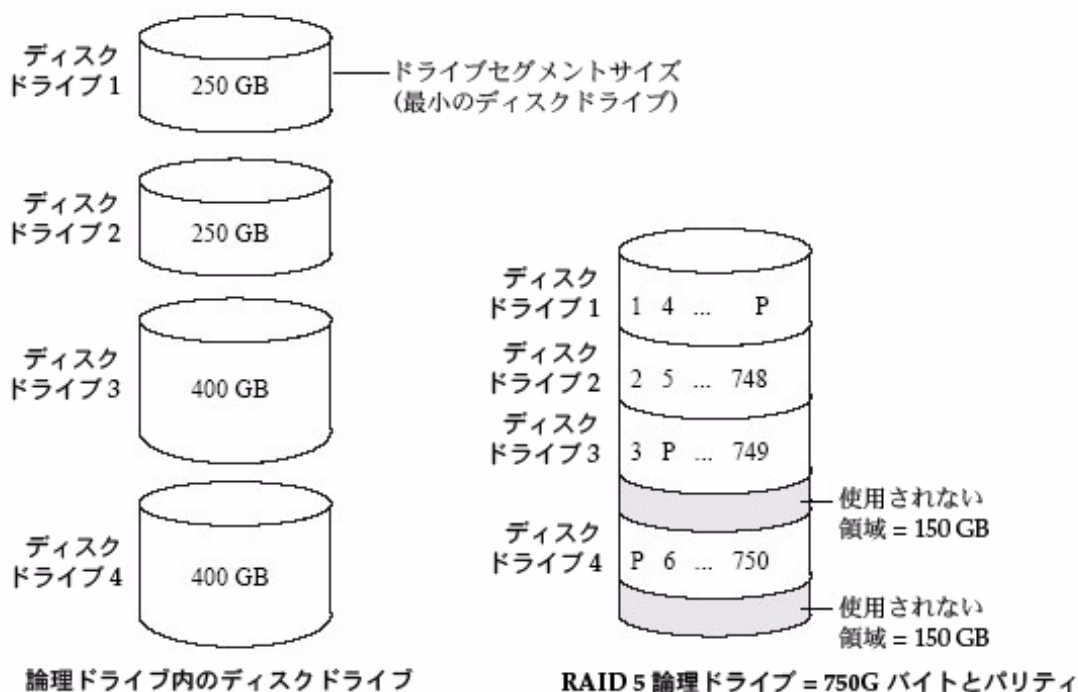 ディスク
ドライブ 1
250 GB
ドライブセグメントサイズ
(最小のディスクドライブ)
ディスク
ドライブ 2
250 GB
ディスク
ドライブ 3
400 GB
ディスク
ドライブ 4
400 GB
論理ドライブ内のディスクドライブ
ディスク
ドライブ 1
1 4 ... P
ディスク
ドライブ 2
2 5 ... 748
ディスク
ドライブ 3
3 P ... 749
使用されない
領域 = 150 GB
ディスク
ドライブ 4
P 6 ... 750
使用されない
領域 = 150 GB
RAID 5 論理ドライブ = 750G バイトとパリティ